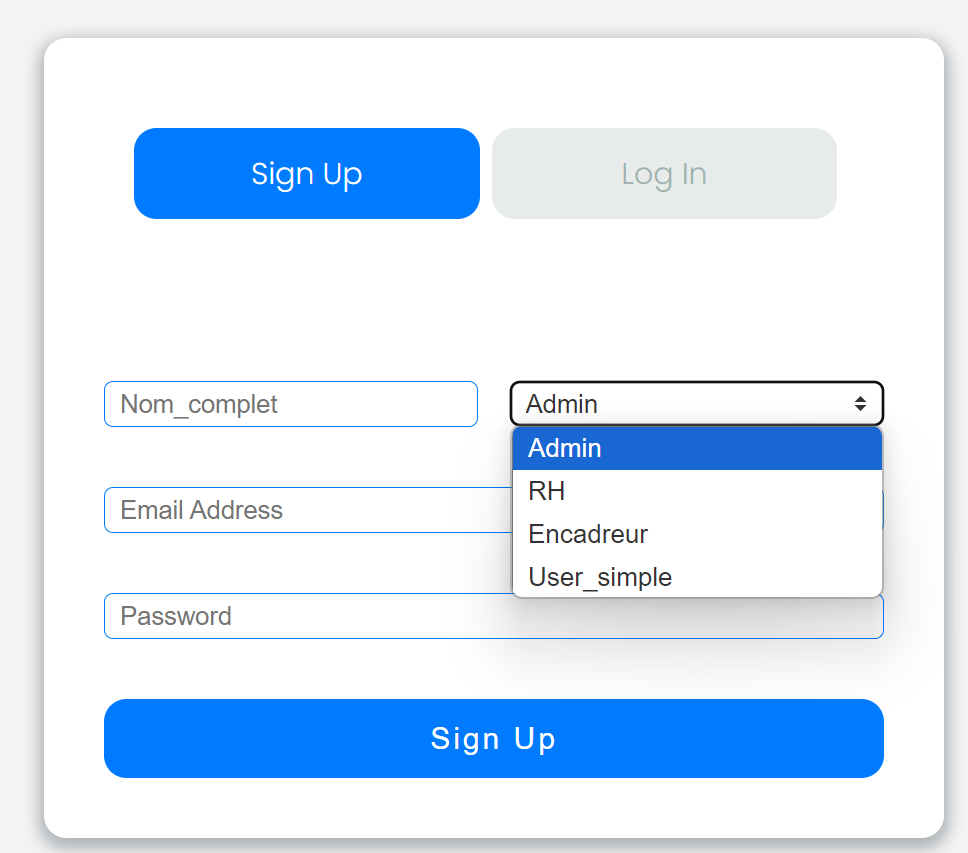 Sign Up
Log In
Nom_complet
Admin
Admin
RH
Encadreur
User_simple
Email Address
Password
Sign Up